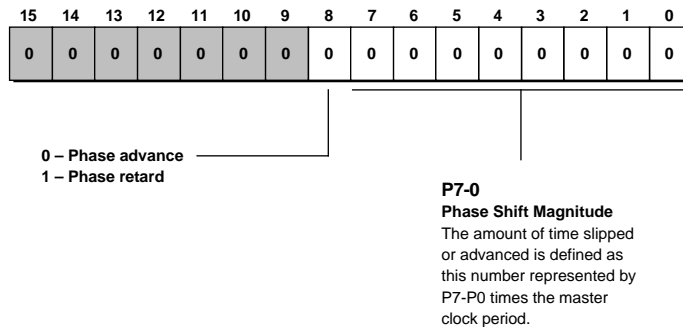 15 14 13 12 11 10 9 8 7 6 5 4 3 2 1 0
0 0 0 0 0 0 0 0 0 0 0 0 0 0 0 0
0 – Phase advance
1 – Phase retard
P7-0
Phase Shift Magnitude
The amount of time slipped
or advanced is defined as
this number represented by
P7-P0 times the master
clock period.